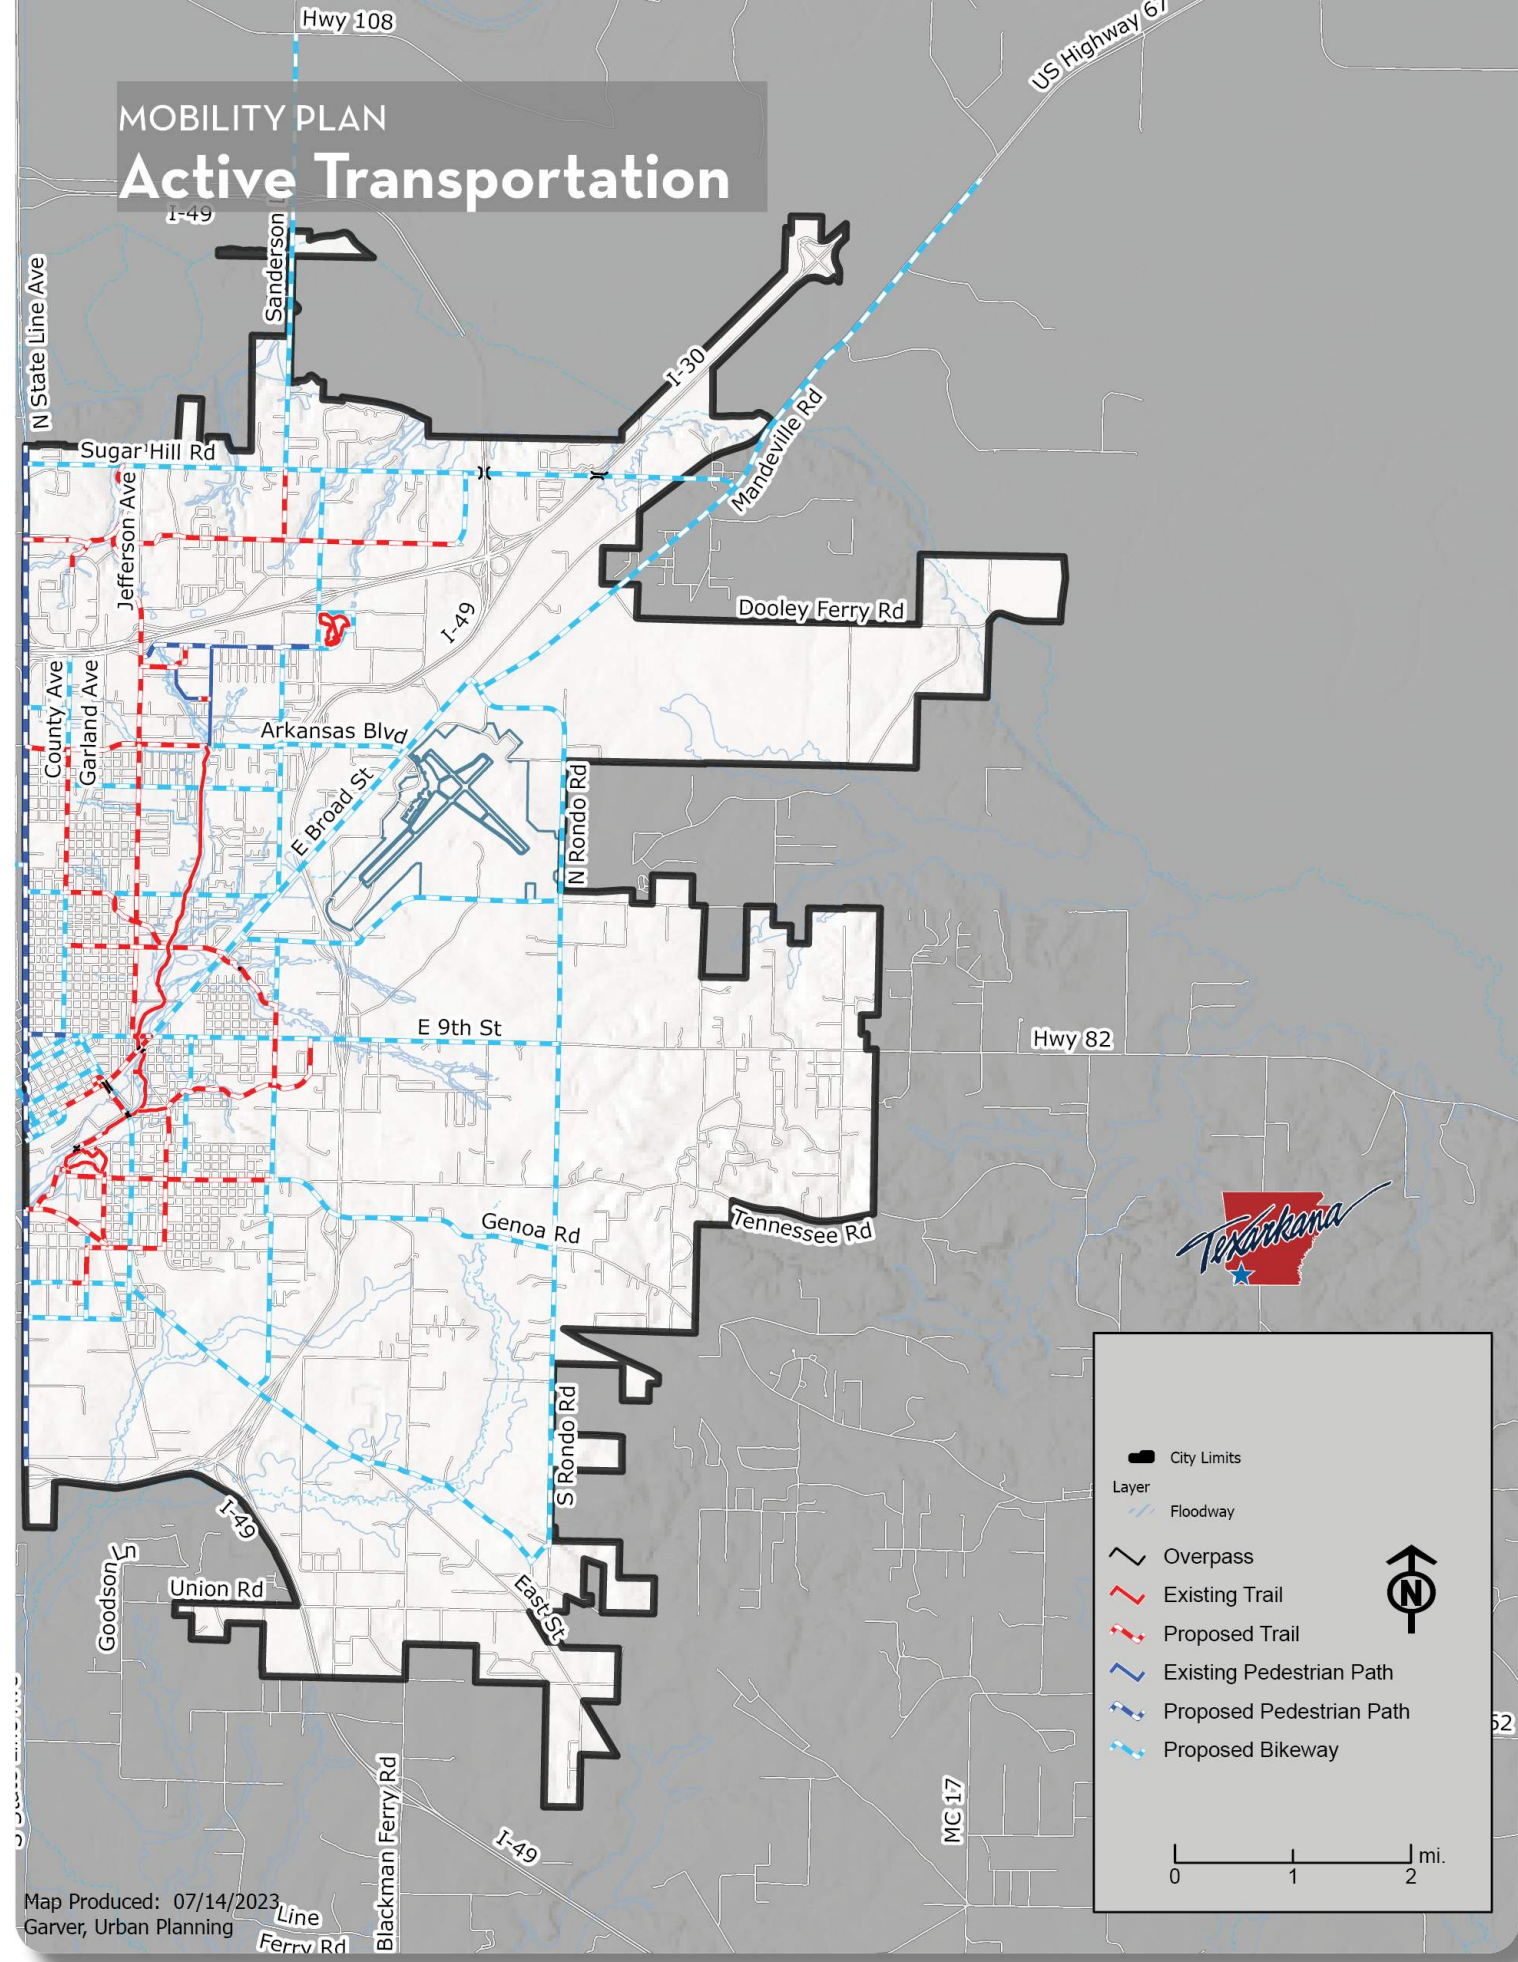 Hwy 108
US Highway 67
MOBILITY PLAN
Active Transportation
I-49
Sanderson
N State Line Ave
I-30
Mandeville Rd
Sugar Hill Rd
Jefferson Ave
I-49
Dooley Ferry Rd
County Ave
Garland Ave
Arkansas Blvd
E Broad St
N Rondo Rd
E 9th St
Hwy 82
Genoa Rd
Tennessee Rd
Texarkana
S Rondo Rd
I-49
Goodson Ln
Union Rd
East St
City Limits
Layer
Floodway
Overpass
Existing Trail
N
Proposed Trail
Existing Pedestrian Path
Proposed Pedestrian Path
Proposed Bikeway
52
0 1 2 mi.
MC 17
Blackman Ferry Rd
I-49
Map Produced: 07/14/2023
Garver, Urban Planning
Line
Ferry Rd